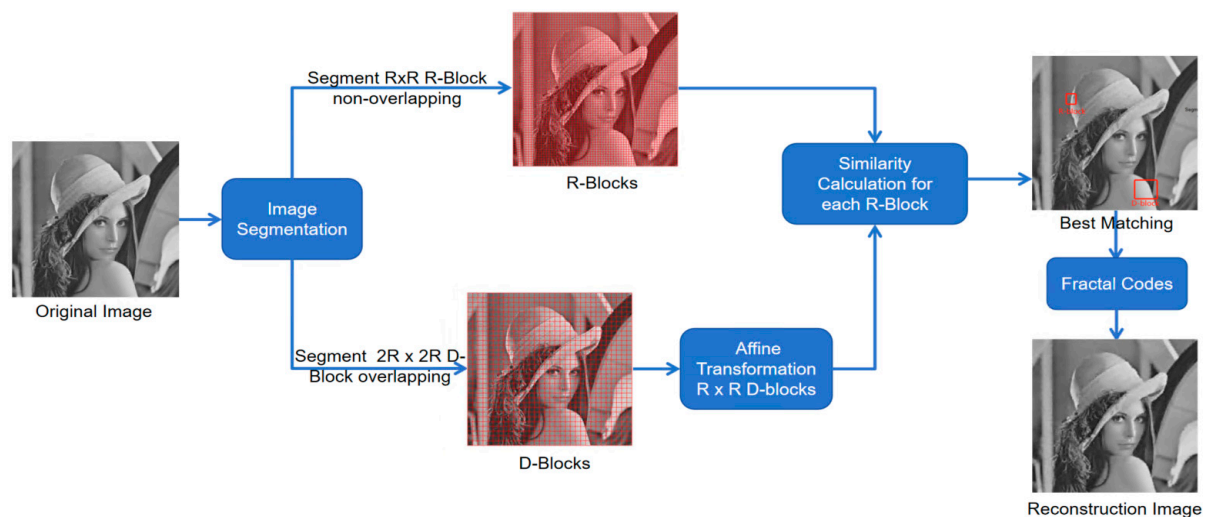 Segment RxR R-Block
non-overlapping
R-Blocks
Image
Segmentation
Original Image
Segment 2R x 2R D-
Block overlapping
D-Blocks
Affine
Transformation
R x R D-blocks
Similarity
Calculation for
each R-Block
D-block
Best Matching
Fractal Codes
Reconstruction Image